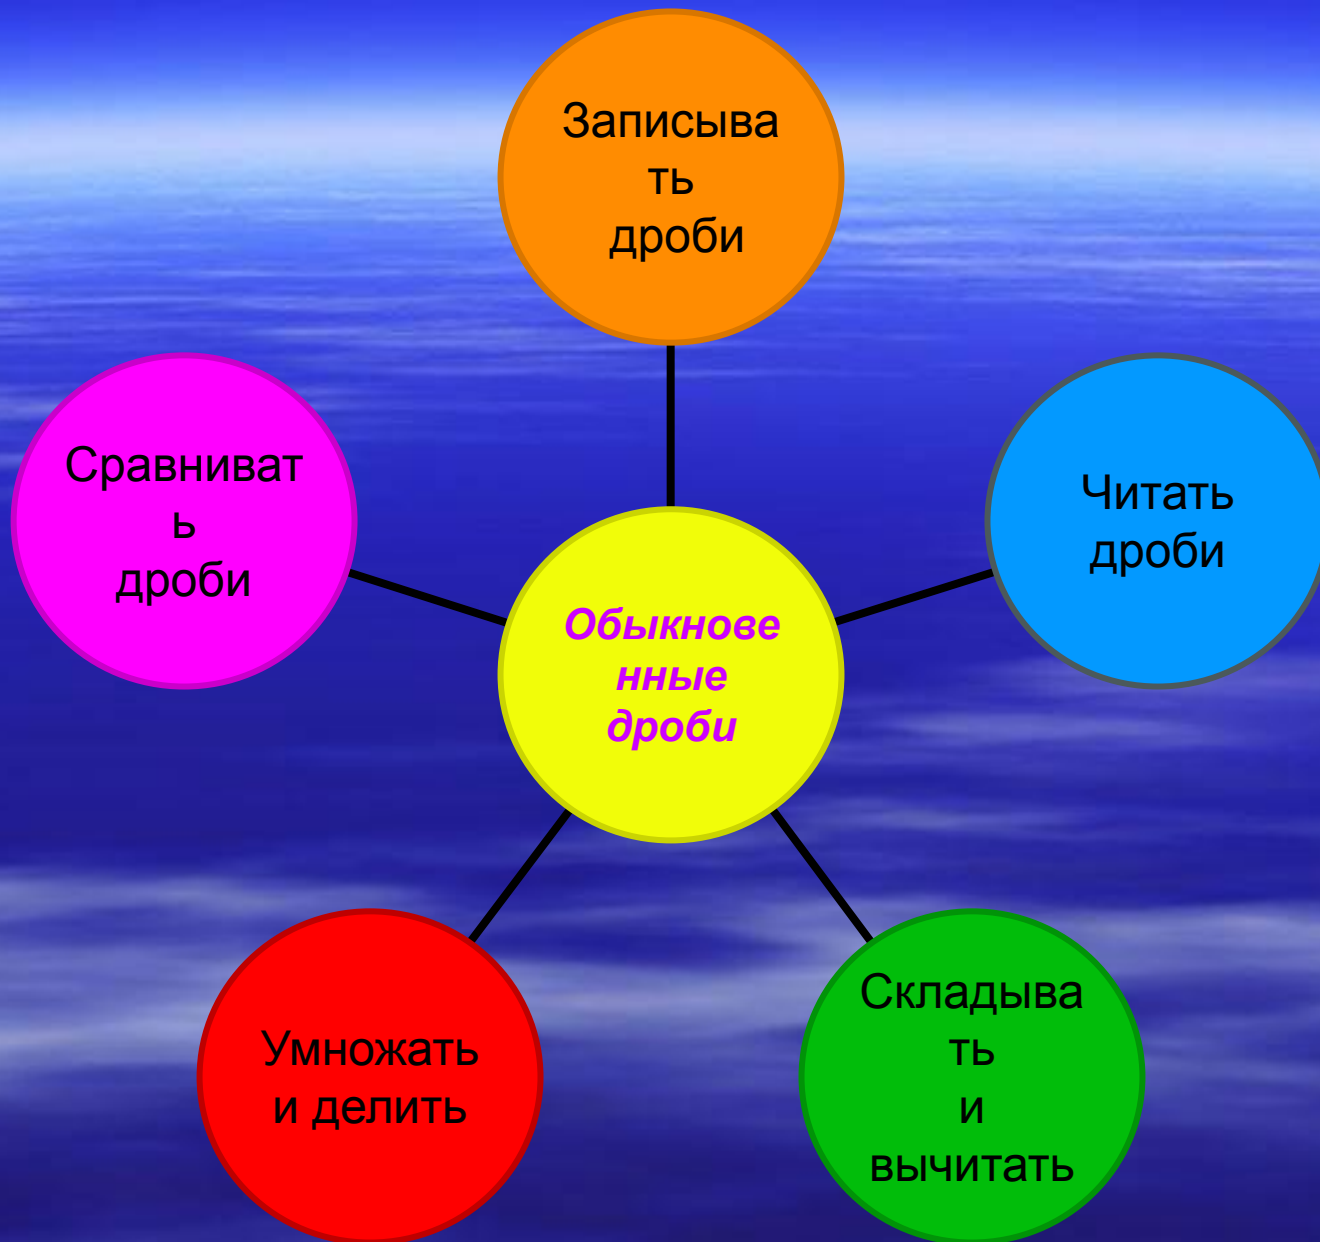 Записыва
ть
дроби
Сравниват
ь
дроби
Читать
дроби
Обыкнове
нные
дроби
Умножать
и делить
Складыва
ть
и
вычитать